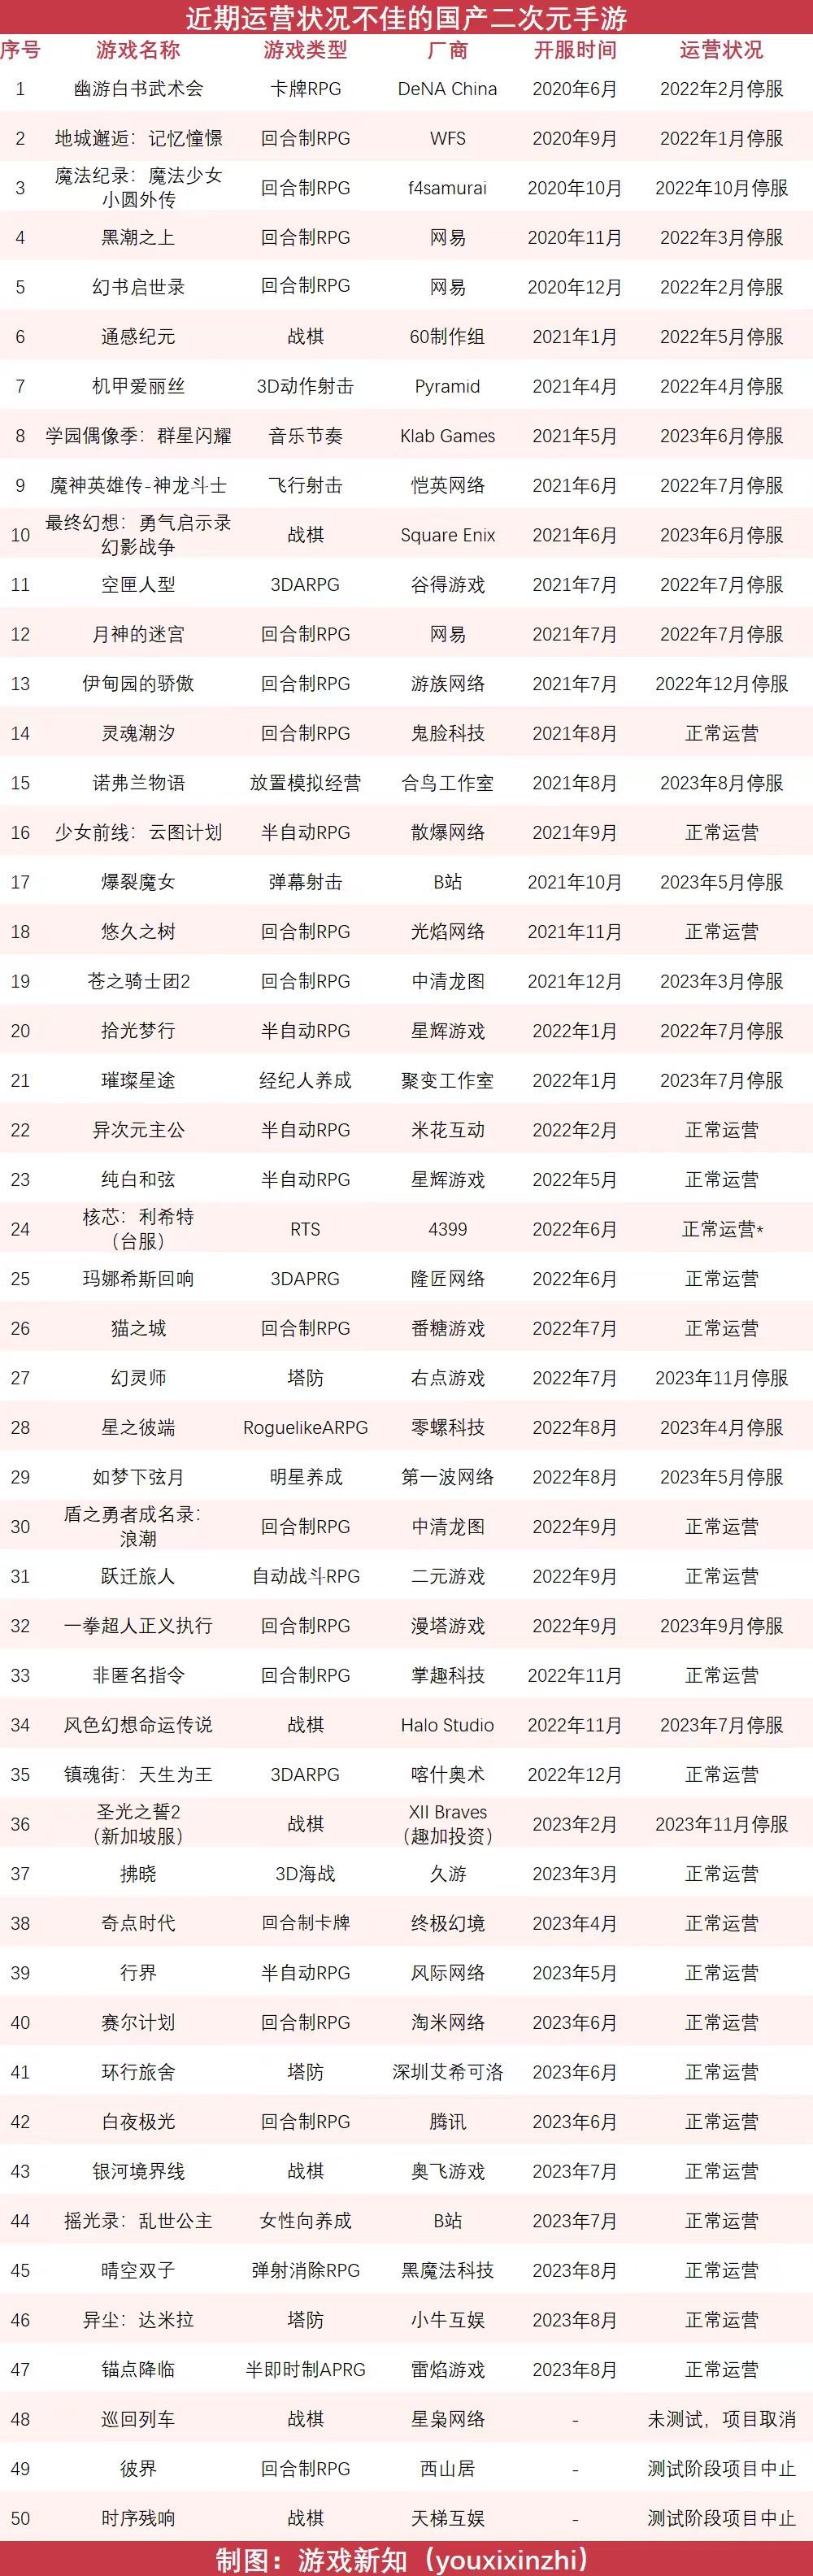 近期运营状况不佳的国产二次元手游
序号 游戏名称 游戏类型 厂商 开服时间 运营状况
1 幽游白书武术会 卡牌RPG DeNA China 2020年6月 2022年2月停服
2 地城邂逅：记忆憧憬 回合制RPG WFS 2020年9月 2022年1月停服
3 魔法纪录：魔法少女 回合制RPG f4samurai 2020年10月 2022年10月停服
小圆外传
4 黑潮之上 回合制RPG 网易 2020年11月 2022年3月停服
5 幻书启世录 回合制RPG 网易 2020年12月 2022年2月停服
6 通感纪元 战棋 60制作组 2021年1月 2022年5月停服
7 机甲爱丽丝 3D动作射击 Pyramid 2021年4月 2022年4月停服
8 学园偶像季：群星闪耀 音乐节奏 Klab Games 2021年5月 2023年6月停服
9 魔神英雄传-神龙斗士 飞行射击 恺英网络 2021年6月 2022年7月停服
10 最终幻想：勇气启示录 战棋 Square Enix 2021年6月 2023年6月停服
幻影战争
11 空匣人型 3DARPG 谷得游戏 2021年7月 2022年7月停服
12 月神的迷宫 回合制RPG 网易 2021年7月 2022年7月停服
13 伊甸园的骄傲 回合制RPG 游族网络 2021年7月 2022年12月停服
14 灵魂潮汐 回合制RPG 鬼脸科技 2021年8月 正常运营
15 诺弗兰物语 放置模拟经营 合鸟工作室 2021年8月 2023年8月停服
16 少女前线：云图计划 半自动RPG 散爆网络 2021年9月 正常运营
17 爆裂魔女 弹幕射击 B站 2021年10月 2023年5月停服
18 悠久之树 回合制RPG 光焰网络 2021年11月 正常运营
19 苍之骑士团2 回合制RPG 中清龙图 2021年12月 2023年3月停服
20 拾光梦行 半自动RPG 星辉游戏 2022年1月 2022年7月停服
21 璀璨星途 经纪人养成 聚变工作室 2022年1月 2023年7月停服
22 异次元主公 半自动RPG 米花互动 2022年2月 正常运营
23 纯白和弦 半自动RPG 星辉游戏 2022年5月 正常运营
24 核芯：利希特 RTS 4399 2022年6月 正常运营*
（台服）
25 玛娜希斯回响 3DAPRG 隆匠网络 2022年6月 正常运营
26 猫之城 回合制RPG 番糖游戏 2022年7月 正常运营
27 幻灵师 塔防 右点游戏 2022年7月 2023年11月停服
28 星之彼端 RoguelikeARPG 零螺科技 2022年8月 2023年4月停服
29 如梦下弦月 明星养成 第一波网络 2022年8月 2023年5月停服
30 盾之勇者成名录： 回合制RPG 中清龙图 2022年9月 正常运营
浪潮
31 跃迁旅人 自动战斗RPG 二元游戏 2022年9月 正常运营
32 一拳超人正义执行 回合制RPG 漫塔游戏 2022年9月 2023年9月停服
33 非匿名指令 回合制RPG 掌趣科技 2022年11月 正常运营
34 风色幻想命运传说 战棋 Halo Studio 2022年11月 2023年7月停服
35 镇魂街：天生为王 3DARPG 喀什奥术 2022年12月 正常运营
36 圣光之誓2 战棋 XII Braves 2023年2月 2023年11月停服
（新加坡服） （趣加投资）
37 拂晓 3D海战 久游 2023年3月 正常运营
38 奇点时代 回合制卡牌 终极幻境 2023年4月 正常运营
39 行界 半自动RPG 风际网络 2023年5月 正常运营
40 赛尔计划 回合制RPG 淘米网络 2023年6月 正常运营
41 环行旅舍 塔防 深圳艾希可洛 2023年6月 正常运营
42 白夜极光 回合制RPG 腾讯 2023年6月 正常运营
43 银河境界线 战棋 奥飞游戏 2023年7月 正常运营
44 摇光录：乱世公主 女性向养成 B站 2023年7月 正常运营
45 晴空双子 弹射消除RPG 黑魔法科技 2023年8月 正常运营
46 异尘：达米拉 塔防 小牛互娱 2023年8月 正常运营
47 锚点降临 半即时制APRG 雷焰游戏 2023年8月 正常运营
48 巡回列车 战棋 星枭网络 - 未测试，项目取消
49 彼界 回合制RPG 西山居 - 测试阶段项目中止
50 时序残响 战棋 天梯互娱 - 测试阶段项目中止
制图：游戏新知（youxixinzhi）